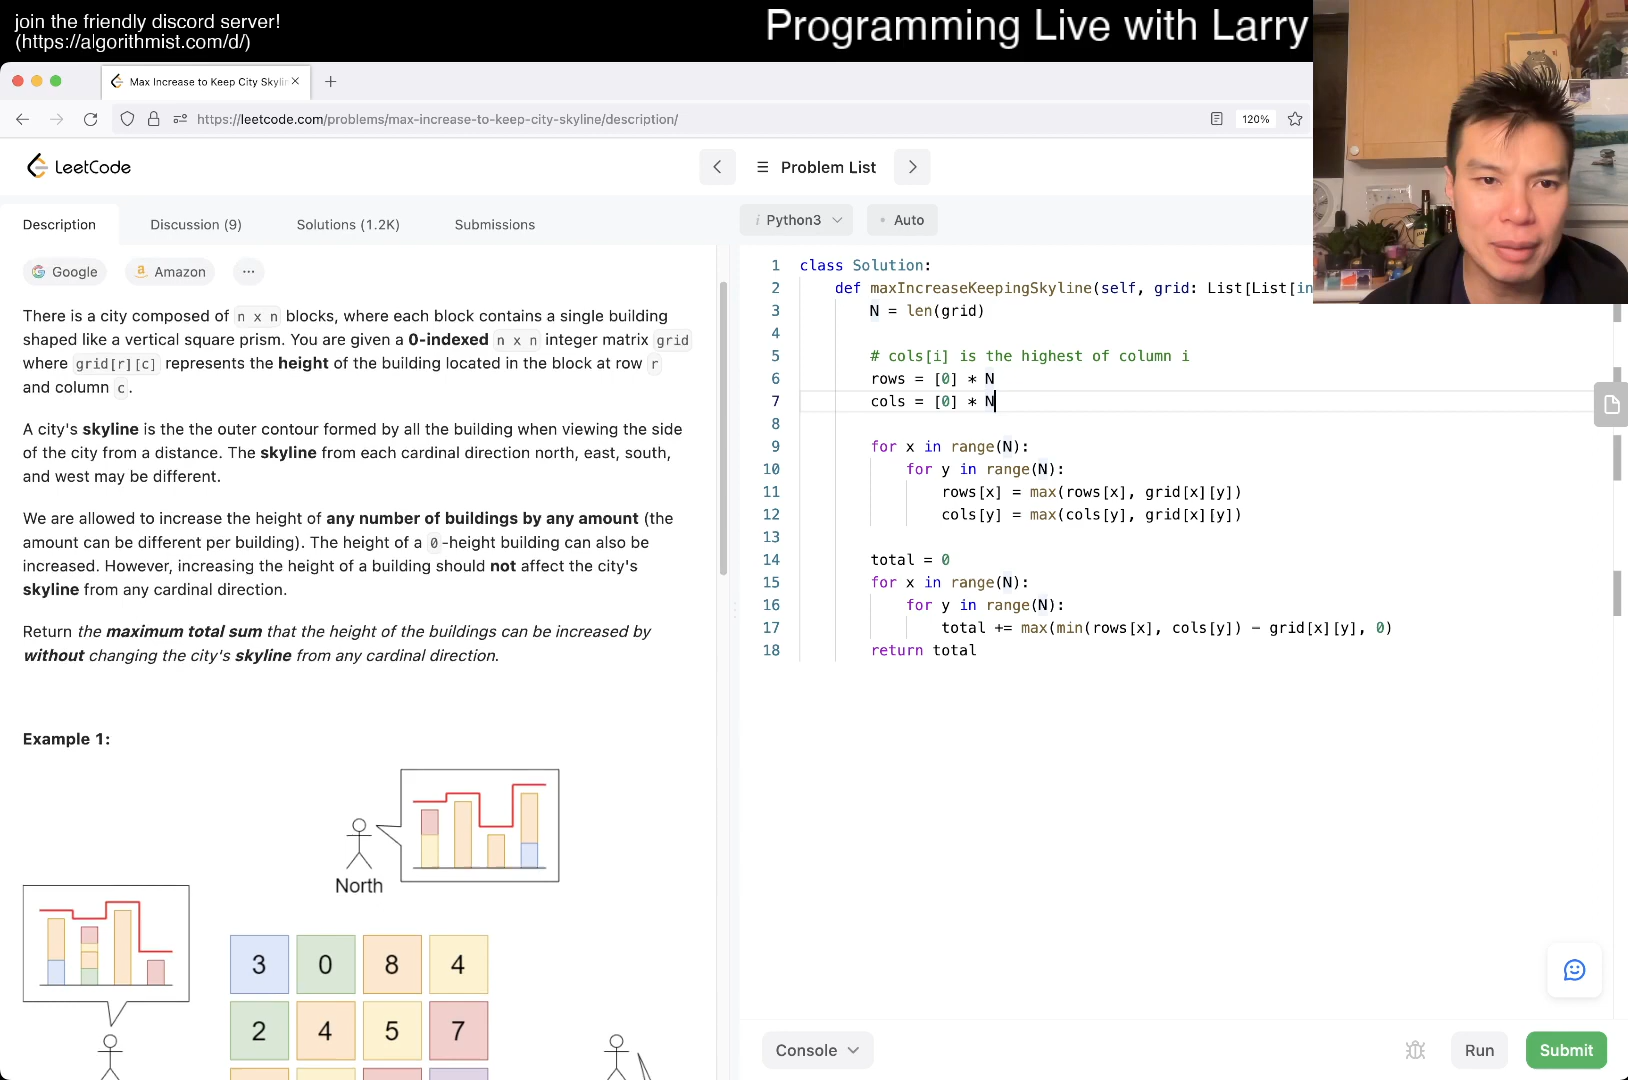 join the friendly discord server!
(https://algorithmist.com/d/)
Programming Live with Larry
Max Increase to Keep City Skyli
https://leetcode.com/problems/max-increase-to-keep-city-skyline/description/
120%
LeetCode
Problem List
Description
Discussion (9)
Solutions (1.2K)
Submissions
Google
Amazon
...
There is a city composed of n x n blocks, where each block contains a single building
shaped like a vertical square prism. You are given a 0-indexed n x n integer matrix grid
where grid[r][c] represents the height of the building located in the block at row r
and column c.
A city's skyline is the the outer contour formed by all the building when viewing the side
of the city from a distance. The skyline from each cardinal direction north, east, south,
and west may be different.
We are allowed to increase the height of any number of buildings by any amount (the
amount can be different per building). The height of a 0-height building can also be
increased. However, increasing the height of a building should not affect the city's
skyline from any cardinal direction.
Return the maximum total sum that the height of the buildings can be increased by
without changing the city's skyline from any cardinal direction.
Example 1:
North
3 0 8 4
2 4 5 7
i Python3
Auto
1 class Solution:
2 def maxIncreaseKeepingSkyline(self, grid: List[List[in
3 N = len(grid)
4
5 # cols[i] is the highest of column i
6 rows = [0] * N
7 cols = [0] * N
8
9 for x in range(N):
10 for y in range(N):
11 rows[x] = max(rows[x], grid[x][y])
12 cols[y] = max(cols[y], grid[x][y])
13
14 total = 0
15 for x in range(N):
16 for y in range(N):
17 total += max(min(rows[x], cols[y]) - grid[x][y], 0)
18 return total
Console
Run
Submit